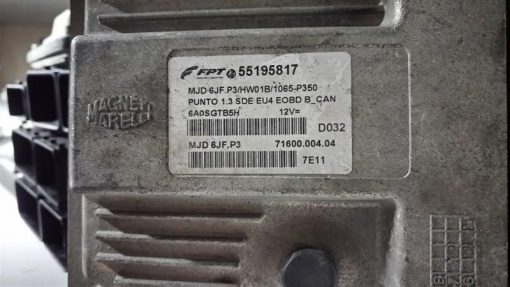 FPT 55195817
MJD 6JF.P3/HW01B/1065-P350
PUNTO 1.3 SDE EU4 EOBD B_CAN
6A0SGTB5H 12V=
D032
MJD 6JF.P3 71600.004.04
7E11
MAGNETI
MARELLI